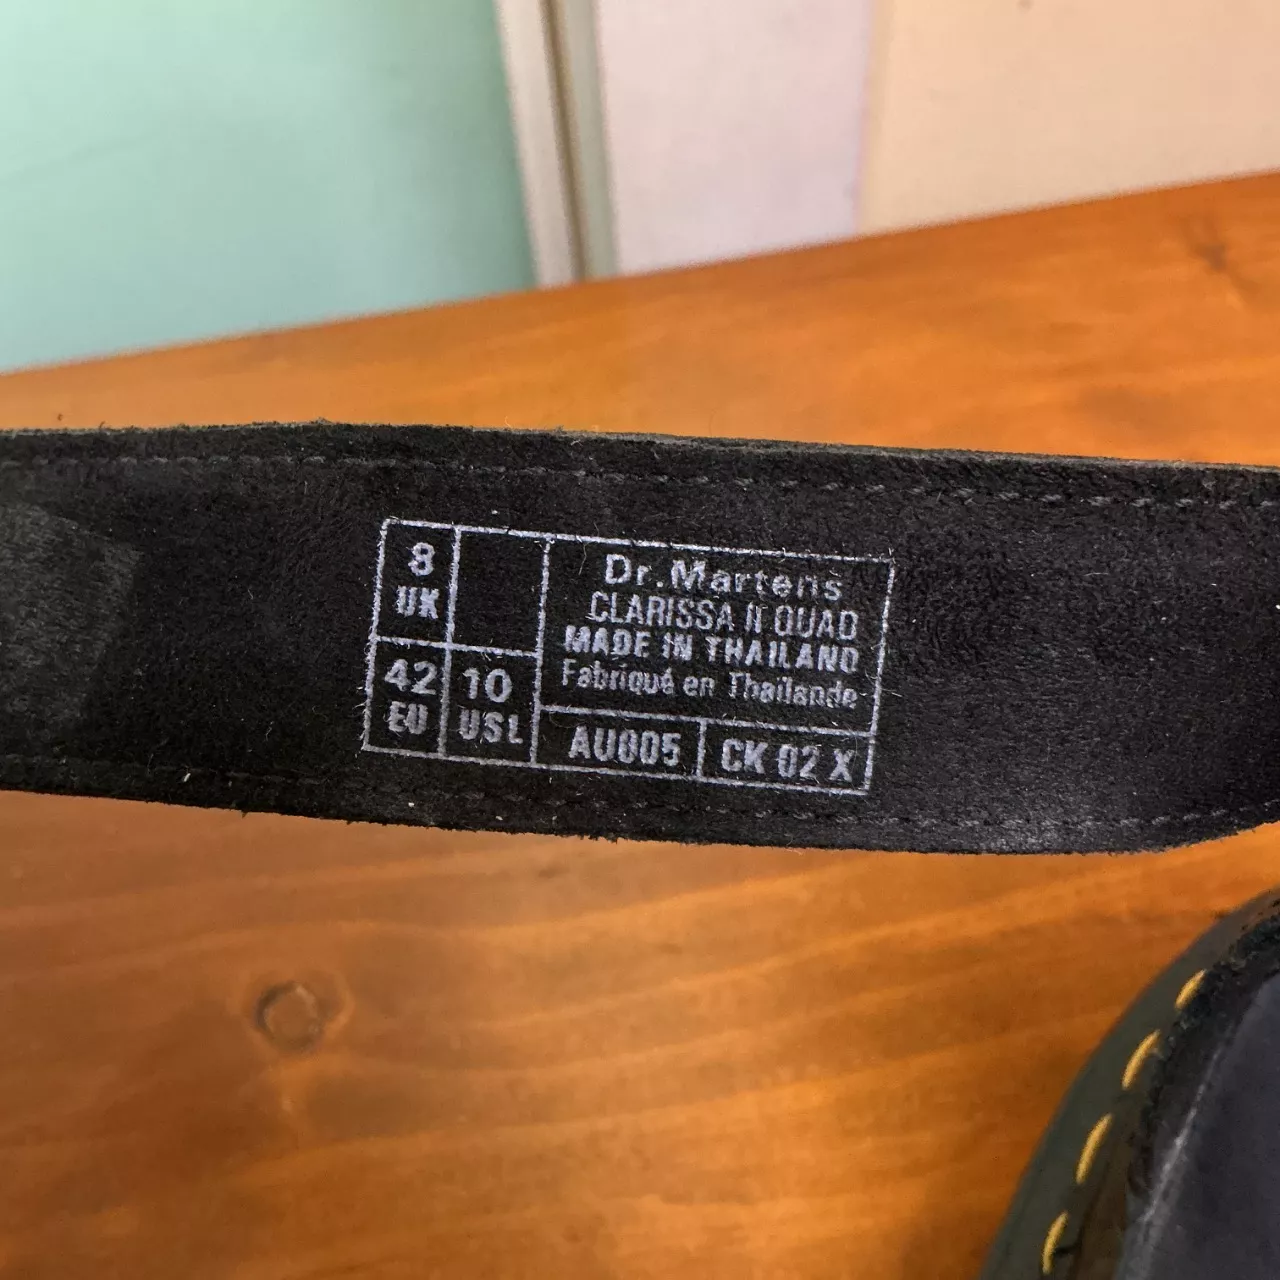 8
UK
42
EU
10
USL
Dr.Martens
CLARISSA II QUAD
MADE IN THAILAND
Fabriqué en Thaïlande
AU005
CK 02 X